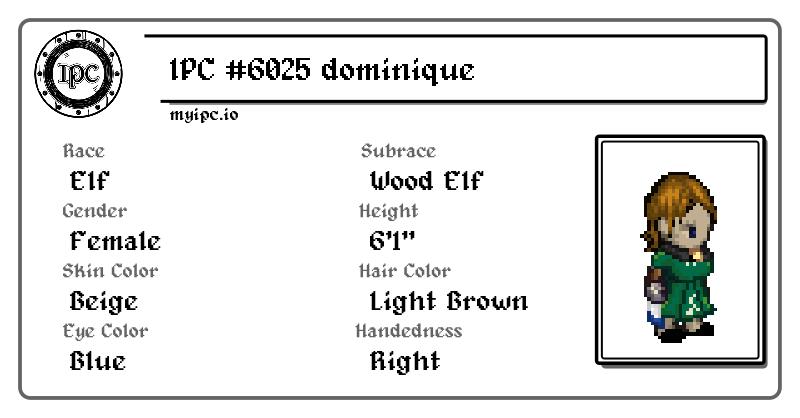 IPC
IPC #6025 dominique
myipc.io
Race
Elf
Subrace
Wood Elf
Gender
Female
Height
6'1"
Skin Color
Beige
Hair Color
Light Brown
Eye Color
Blue
Handedness
Right